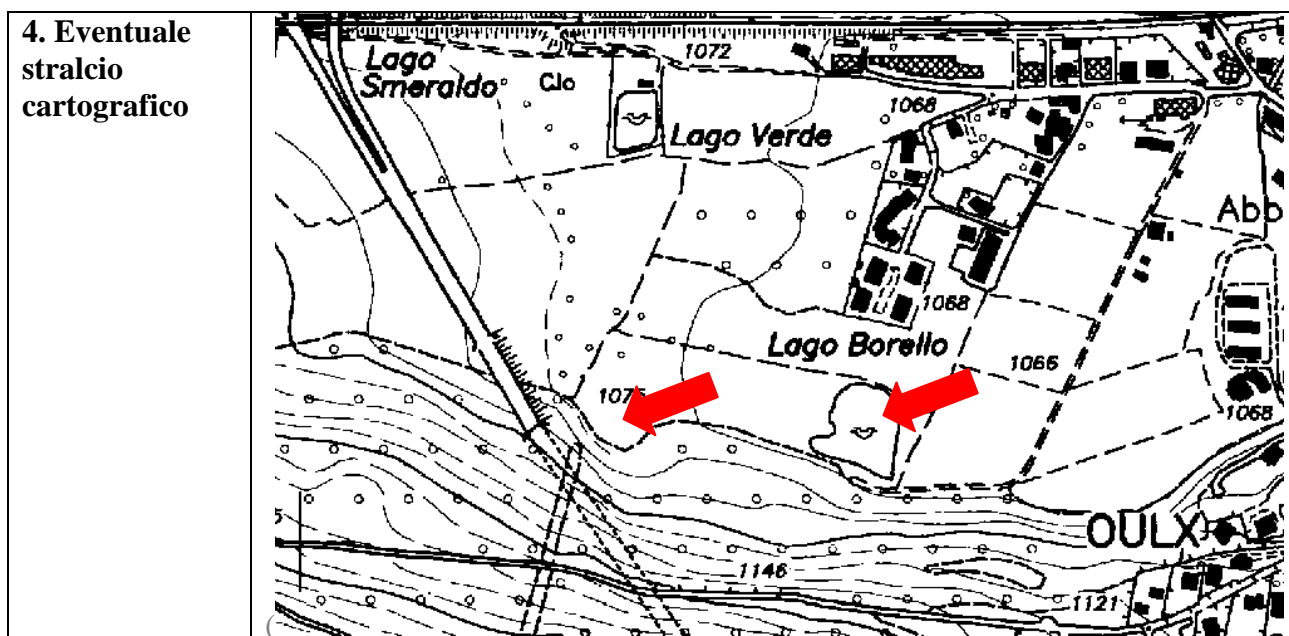 4. Eventuale
stralcio
cartografico
Lago
Smeraldo
Clo
1072
Lago Verde
1068
Abb
1068
Lago Borello
1066
1068
OULX
1146
1121